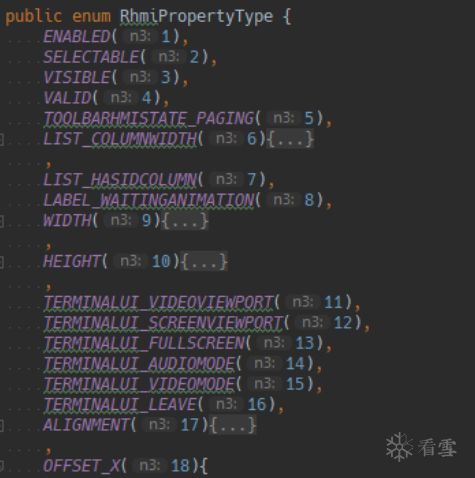 public enum RhmiPropertyType {
ENABLED( n3: 1),
SELECTABLE( n3: 2),
VISIBLE( n3: 3),
VALID( n3: 4),
TOOLBARHMISTATE_PAGING( n3: 5),
LIST_COLUMNWIDTH( n3: 6){...}
,
LIST_HASIDCOLUMN( n3: 7),
LABEL_WAITINGANIMATION( n3: 8),
WIDTH( n3: 9){...}
,
HEIGHT( n3: 10){...}
,
TERMINALUI_VIDEOVIEWPORT( n3: 11),
TERMINALUI_SCREENVIEWPORT( n3: 12),
TERMINALUI_FULLSCREEN( n3: 13),
TERMINALUI_AUDIOMODE( n3: 14),
TERMINALUI_VIDEOMODE( n3: 15),
TERMINALUI_LEAVE( n3: 16),
ALIGNMENT( n3: 17){...}
,
OFFSET_X( n3: 18){
看雪